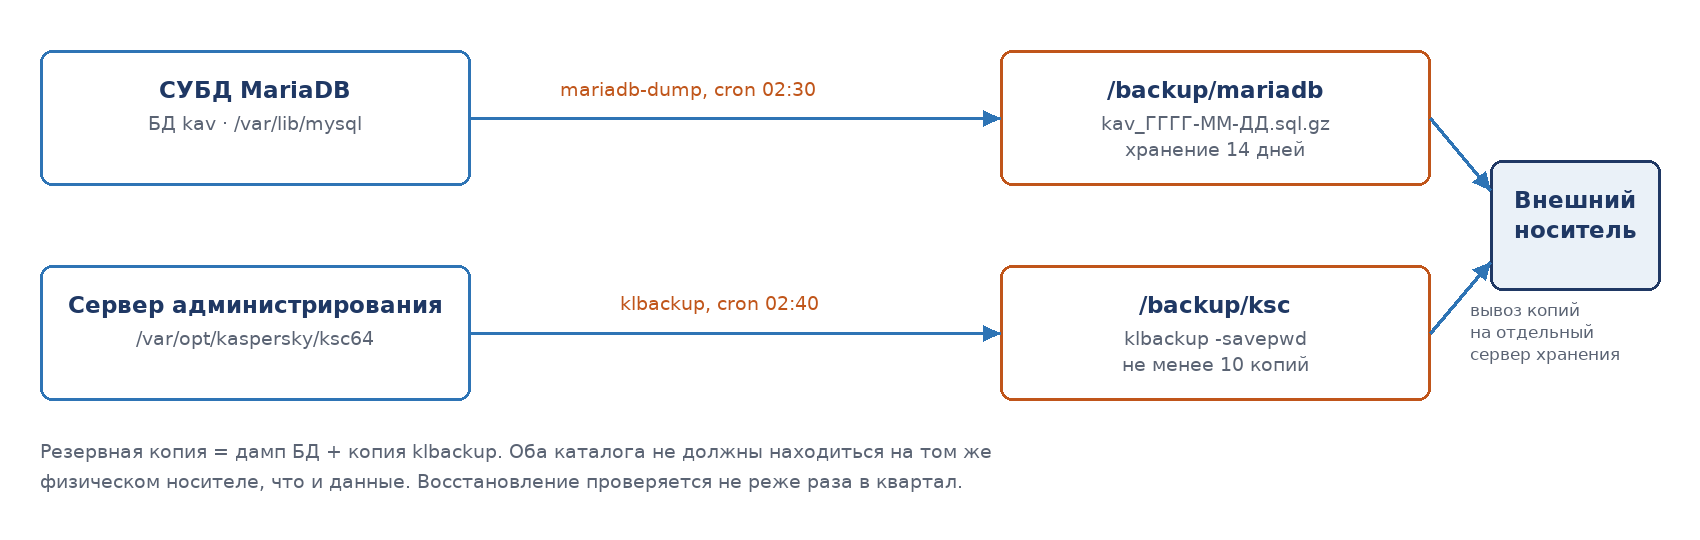 СУБД MariaDB
БД kav · /var/lib/mysql
mariadb-dump, cron 02:30
/backup/mariadb
kav_ГГГГ-ММ-ДД.sql.gz
хранение 14 дней
Внешний
носитель
вывоз копий
на отдельный
сервер хранения
Сервер администрирования
/var/opt/kaspersky/ksc64
klbackup, cron 02:40
/backup/ksc
klbackup -savepwd
не менее 10 копий
Резервная копия = дамп БД + копия klbackup. Оба каталога не должны находиться на том же
физическом носителе, что и данные. Восстановление проверяется не реже раза в квартал.